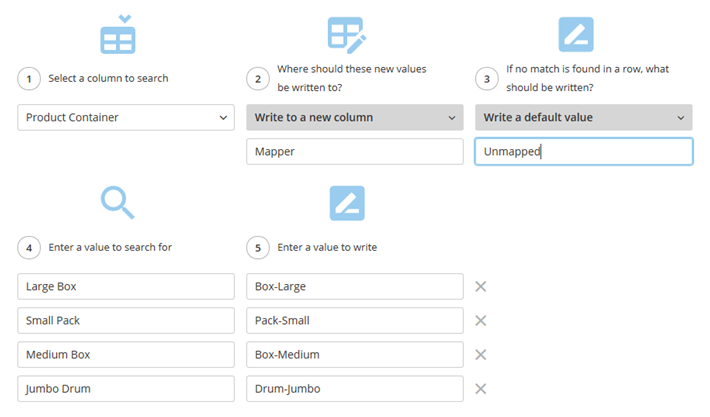 1 Select a column to search
2 Where should these new values
be written to?
3 If no match is found in a row, what
should be written?
Product Container
Write to a new column
Write a default value
Mapper
Unmapped
4 Enter a value to search for
5 Enter a value to write
Large Box
Box-Large
Small Pack
Pack-Small
Medium Box
Box-Medium
Jumbo Drum
Drum-Jumbo